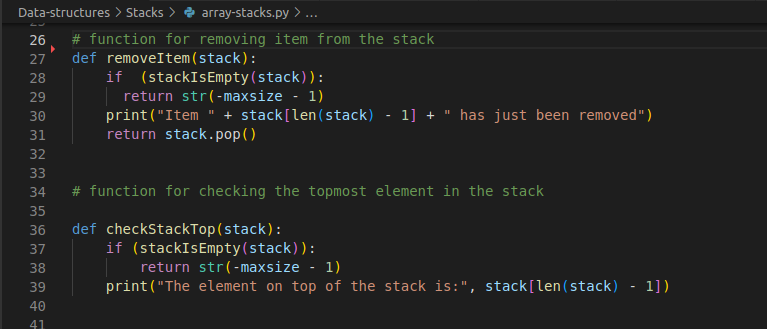 Data-structures > Stacks > array-stacks.py > ...
26 # function for removing item from the stack
27 def removeItem(stack):
28     if  (stackIsEmpty(stack)):
29       return str(-maxsize - 1)
30     print("Item " + stack[len(stack) - 1] + " has just been removed")
31     return stack.pop()
32
33
34 # function for checking the topmost element in the stack
35
36 def checkStackTop(stack):
37     if (stackIsEmpty(stack)):
38         return str(-maxsize - 1)
39     print("The element on top of the stack is:", stack[len(stack) - 1])
40
41